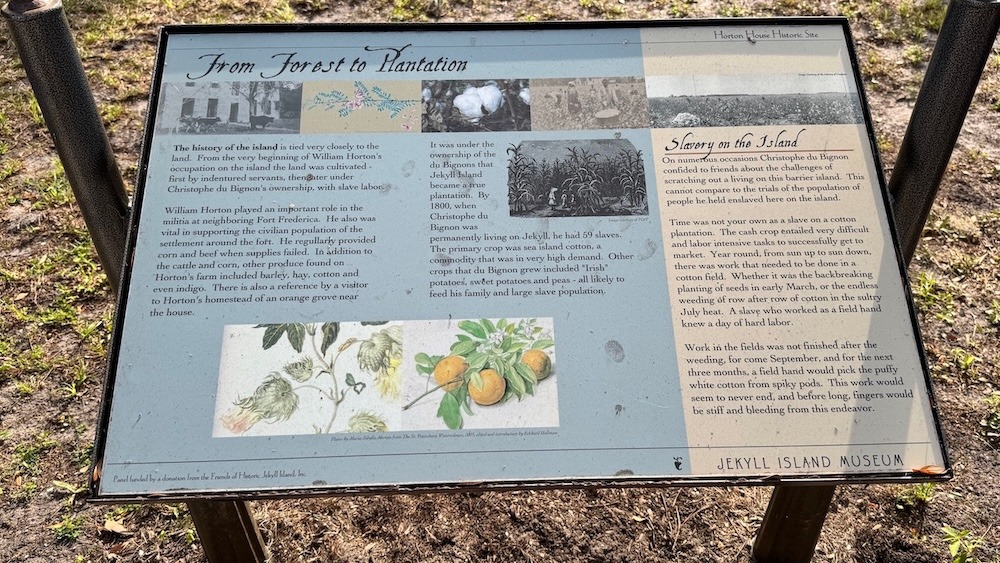 Horton House Historic Site
From Forest to Plantation
The history of the island is tied very closely to the
land. From the very beginning of William Horton's
occupation on the island the land was cultivated -
first by indentured servants, thereafter under
Christophe du Bignon's ownership, with slave labor.
William Horton played an important role in the
militia at neighboring Fort Frederica. He also was
vital in supporting the civilian population of the
settlement around the fort. He regularly provided
corn and beef when supplies failed. In addition to
the cattle and corn, other produce found on
Horton's farm included barley, hay, cotton and
even indigo. There is also a reference by a visitor
to Horton's homestead of an orange grove near
the house.
It was under the
ownership of the
du Bignons that
Jekyll Island
became a true
plantation. By
1800, when
Christophe du
Bignon was
permanently living on Jekyll, he had 59 slaves.
The primary crop was sea island cotton, a
commodity that was in very high demand. Other
crops that du Bignon grew included "Irish"
potatoes, sweet potatoes and peas - all likely to
feed his family and large slave population.
Plates by Maria Sibylla Merian from The St. Petersburg Watercolours,
Panel funded by a donation from the Friends of Historic Jekyll Island, Inc.
Slavery on the Island
On numerous occasions Christophe du Bignon
confided to friends about the challenges of
scratching out a living on this barrier island. This
cannot compare to the trials of the population of
people he held enslaved here on the island.
Time was not your own as a slave on a cotton
plantation. The cash crop entailed very difficult
and labor intensive tasks to successfully get to
market. Year round, from sun up to sun down,
there was work that needed to be done in a
cotton field. Whether it was the backbreaking
planting of seeds in early March, or the endless
weeding of row after row of cotton in the sultry
July heat. A slave who worked as a field hand
knew a day of hard labor.
Work in the fields was not finished after the
weeding, for come September, and for the next
three months, a field hand would pick the puffy
white cotton from spiky pods. This work would
seem to never end, and before long, fingers would
be stiff and bleeding from this endeavor.
JEKYLL ISLAND MUSEUM